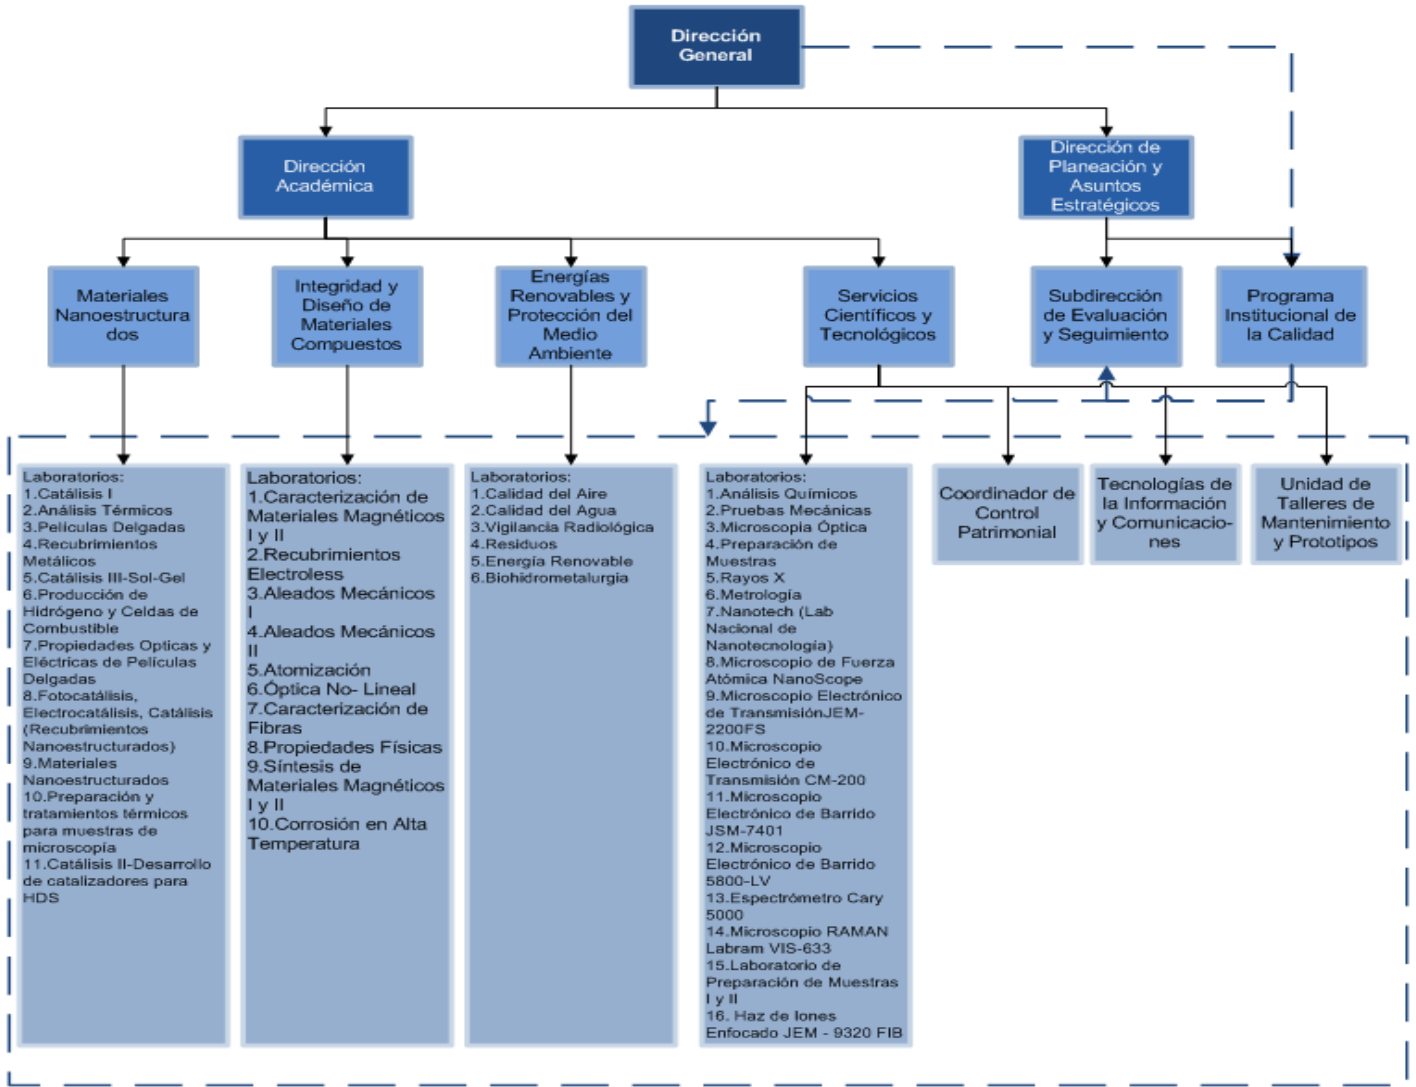 Dirección
General
Dirección
Académica
Dirección de
Planeación y
Asuntos
Estratégicos
Materiales
Nanoestructura
dos
Integridad y
Diseño de
Materiales
Compuestos
Energías
Renovables y
Protección del
Medio
Ambiente
Servicios
Científicos y
Tecnológicos
Subdirección
de Evaluación
y Seguimiento
Programa
Institucional de
la Calidad
Laboratorios:
1.Catálisis I
2.Análisis Térmicos
3.Películas Delgadas
4.Recubrimientos
Metálicos
5.Catálisis III-Sol-Gel
6.Producción de
Hidrógeno y Celdas de
Combustible
7.Propiedades Opticas y
Eléctricas de Películas
Delgadas
8.Fotocatálisis,
Electrocatálisis, Catálisis
(Recubrimientos
Nanoestructurados)
9.Materiales
Nanoestructurados
10.Preparación y
tratamientos térmicos
para muestras de
microscopía
11.Catálisis II-Desarrollo
de catalizadores para
HDS
Laboratorios:
1.Caracterización de
Materiales Magnéticos
I y II
2.Recubrimientos
Electroless
3.Aleados Mecánicos
I
4.Aleados Mecánicos
II
5.Atomización
6.Óptica No- Lineal
7.Caracterización de
Fibras
8.Propiedades Físicas
9.Síntesis de
Materiales Magnéticos
I y II
10.Corrosión en Alta
Temperatura
Laboratorios:
1.Calidad del Aire
2.Calidad del Agua
3.Vigilancia Radiológica
4.Residuos
5.Energía Renovable
6.Biohidrometalurgia
Laboratorios:
1.Análisis Químicos
2.Pruebas Mecánicas
3.Microscopia Óptica
4.Preparación de
Muestras
5.Rayos X
6.Metrología
7.Nanotech (Lab
Nacional de
Nanotecnología)
8.Microscopio de Fuerza
Atómica NanoScope
9.Microscopio Electrónico
de TransmisiónJEM-
2200FS
10.Microscopio
Electrónico de
Transmisión CM-200
11.Microscopio
Electrónico de Barrido
JSM-7401
12.Microscopio
Electrónico de Barrido
5800-LV
13.Espectrómetro Cary
5000
14.Microscopio RAMAN
Labram VIS-633
15.Laboratorio de
Preparación de Muestras
I y II
16. Haz de Iones
Enfocado JEM - 9320 FIB
Coordinador de
Control
Patrimonial
Tecnologías de
la Información
y Comunicacio-
nes
Unidad de
Talleres de
Mantenimiento
y Prototipos